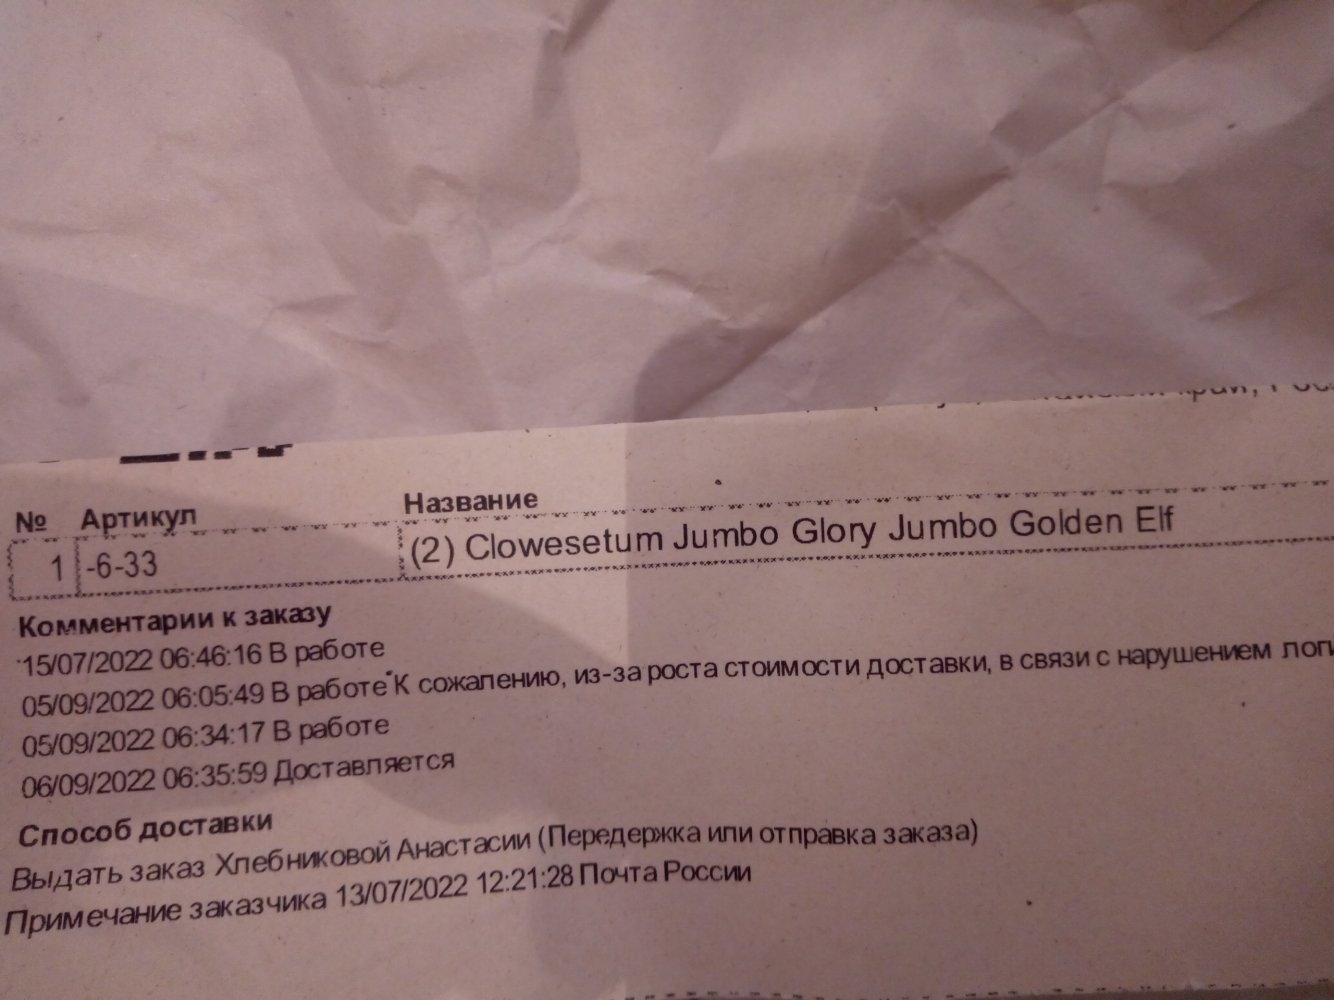 № Артикул Название
1 -6-33 (2) Clowesetum Jumbo Glory Jumbo Golden Elf
Комментарии к заказу
15/07/2022 06:46:16 В работе
05/09/2022 06:05:49 В работе К сожалению, из-за роста стоимости доставки, в связи с нарушением
05/09/2022 06:34:17 В работе
06/09/2022 06:35:59 Доставляется
Способ доставки
Выдать заказ Хлебниковой Анастасии (Передержка или отправка заказа)
Примечание заказчика 13/07/2022 12:21:28 Почта России